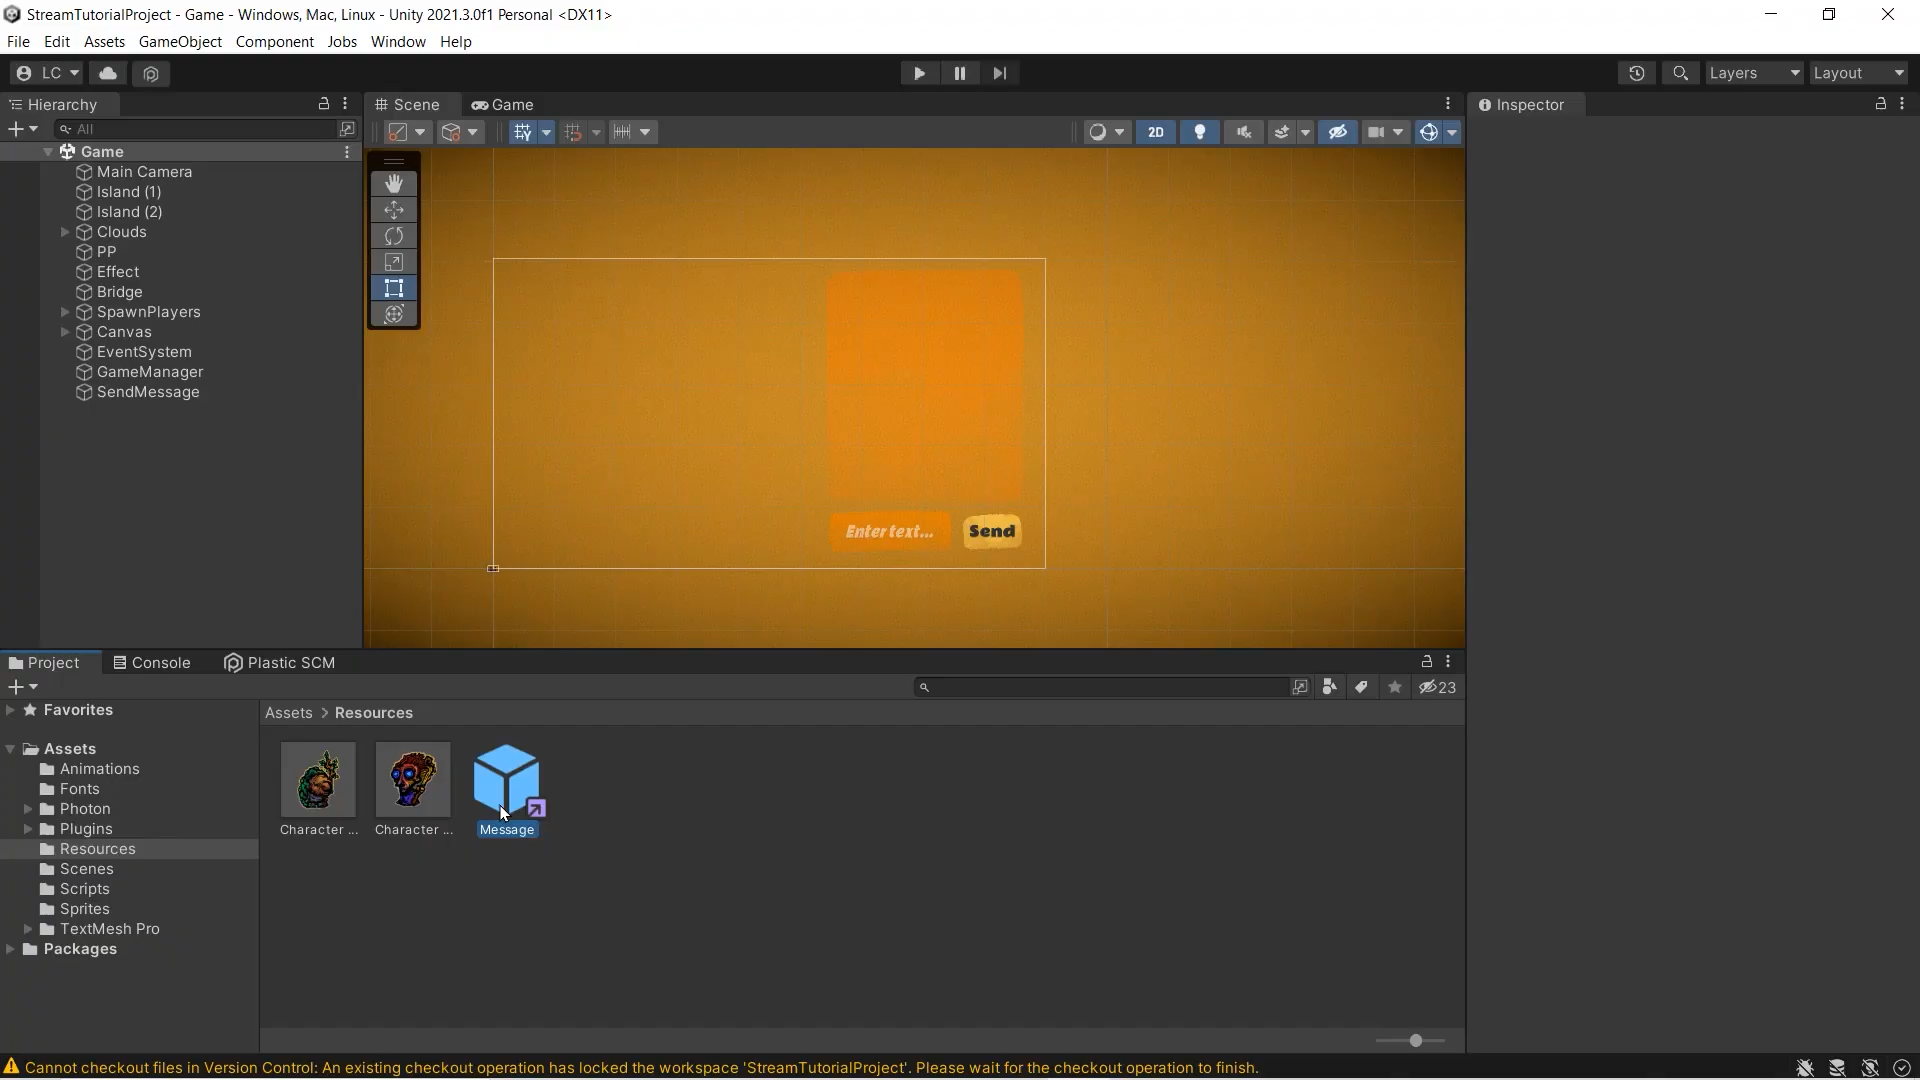 StreamTutorialProject - Game - Windows, Mac, Linux - Unity 2021.3.0f1 Personal <DX11>
File Edit Assets GameObject Component Jobs Window Help
LC Layers Layout
Hierarchy
All
Game
Main Camera
Island (1)
Island (2)
Clouds
PP
Effect
Bridge
SpawnPlayers
Canvas
EventSystem
GameManager
SendMessage
Scene Game
2D
Enter text...
Send
Inspector
Project Console Plastic SCM
23
Favorites
Assets
Animations
Fonts
Photon
Plugins
Resources
Scenes
Scripts
Sprites
TextMesh Pro
Packages
Assets > Resources
Character ... Character ... Message
Cannot checkout files in Version Control: An existing checkout operation has locked the workspace 'StreamTutorialProject'. Please wait for the checkout operation to finish.